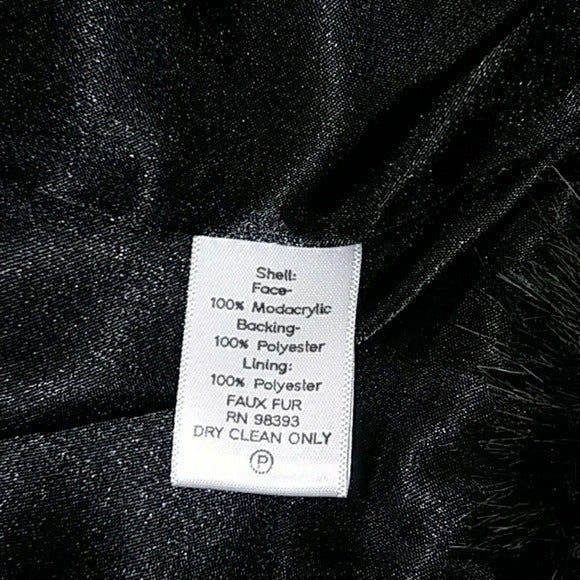 Shell:
Face-
100% Modacrylic
Backing-
100% Polyester
Lining:
100% Polyester
FAUX FUR
RN 98393
DRY CLEAN ONLY
P